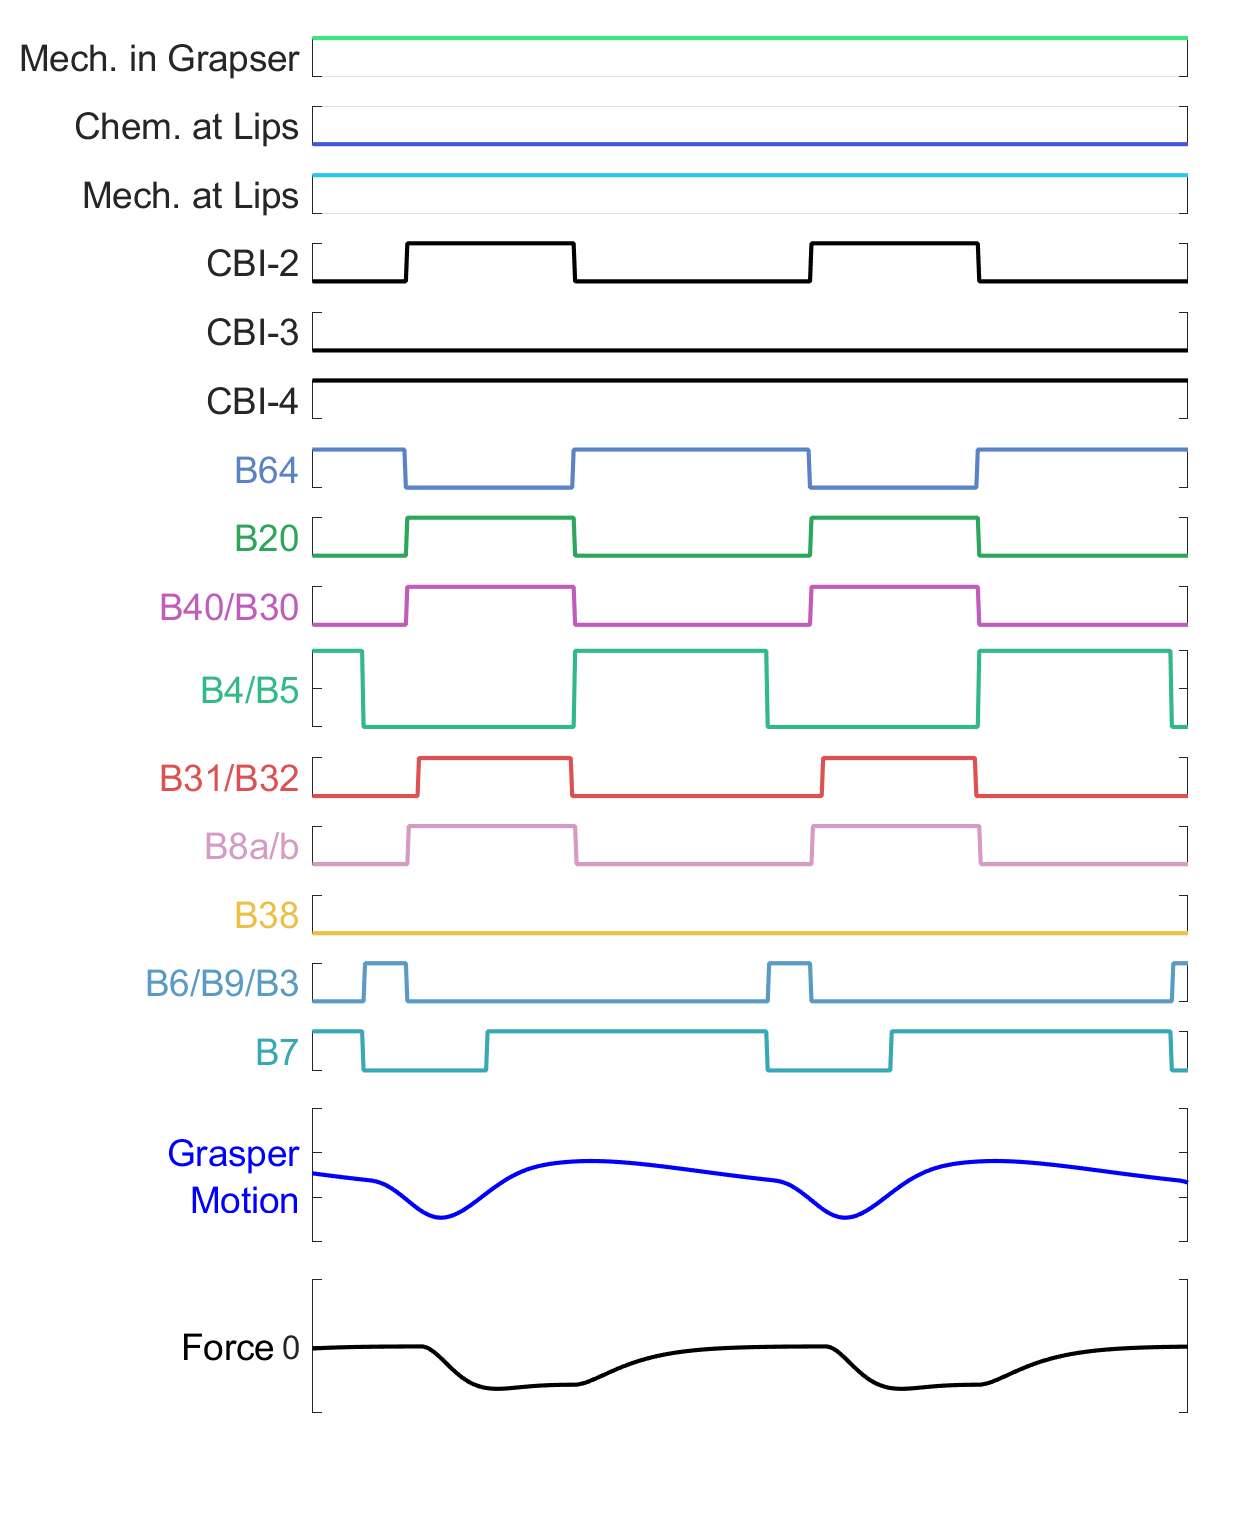 Mech. in Grapser
Chem. at Lips
Mech. at Lips
CBI-2
CBI-3
CBI-4
B64
B20
B40/B30
B4/B5
B31/B32
B8a/b
B38
B6/B9/B3
B7
Grasper
Motion
Force 0